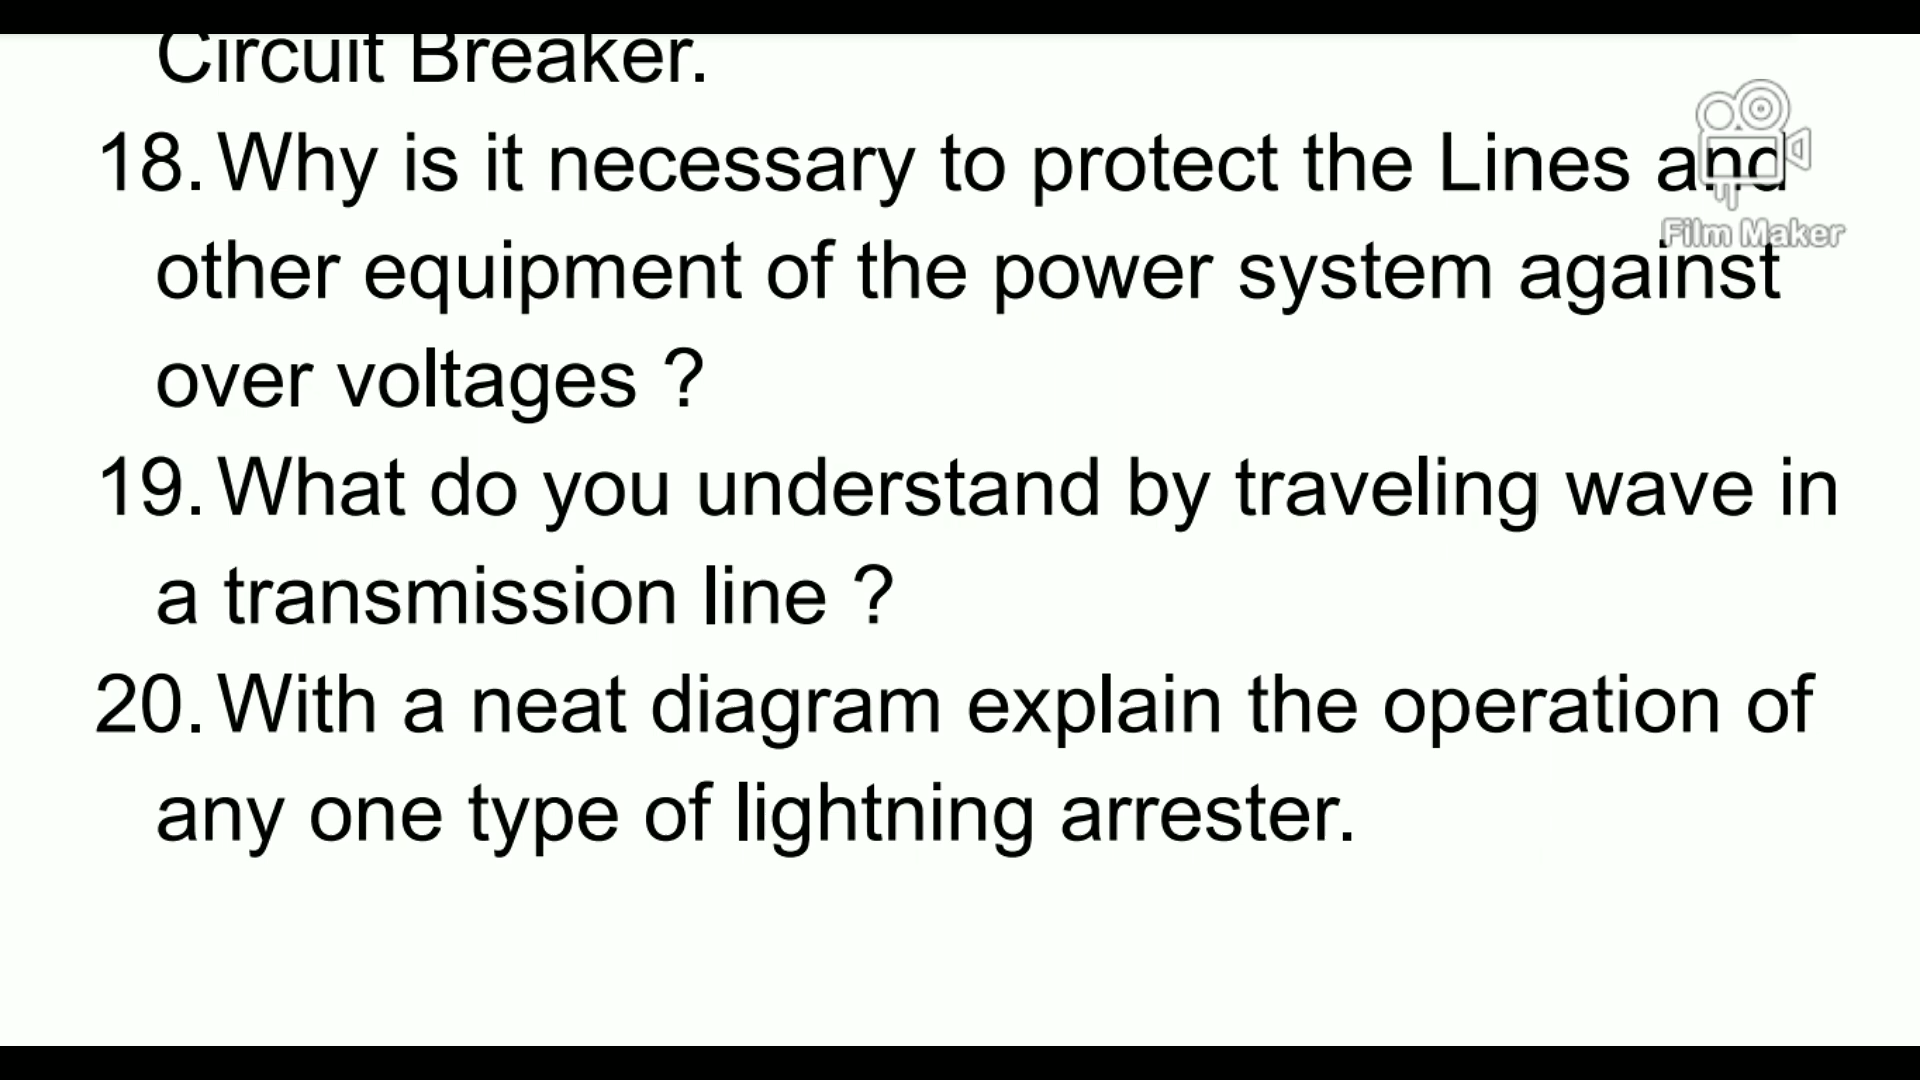 Circuit Breaker.
18. Why is it necessary to protect the Lines and
Film Maker
other equipment of the power system against
over voltages ?
19. What do you understand by traveling wave in
a transmission line ?
20. With a neat diagram explain the operation of
any one type of lightning arrester.